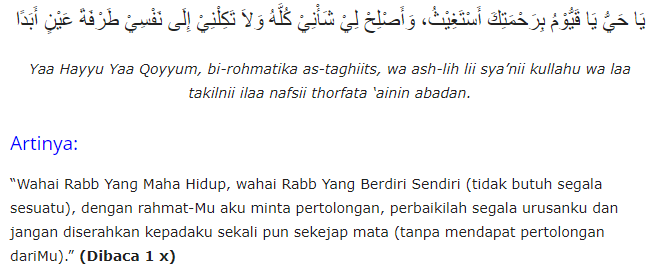 يَا حَيُّ يَا قَيُّوْمُ بِرَحْمَتِكَ أَسْتَغِيْثُ، وَأَصْلِحْ لِيْ شَأْنِيْ كُلَّهُ وَلاَ تَكِلْنِيْ إِلَى نَفْسِيْ طَرْفَةَ عَيْنٍ أَبَدًا
Yaa Hayyu Yaa Qoyyum, bi-rohmatika as-taghiits, wa ash-lih lii sya’nii kullahu wa laa
takilnii ilaa nafsii thorfata ‘ainin abadan.
Artinya:
“Wahai Rabb Yang Maha Hidup, wahai Rabb Yang Berdiri Sendiri (tidak butuh segala
sesuatu), dengan rahmat-Mu aku minta pertolongan, perbaikilah segala urusanku dan
jangan diserahkan kepadaku sekali pun sekejap mata (tanpa mendapat pertolongan
dariMu).” (Dibaca 1 x)